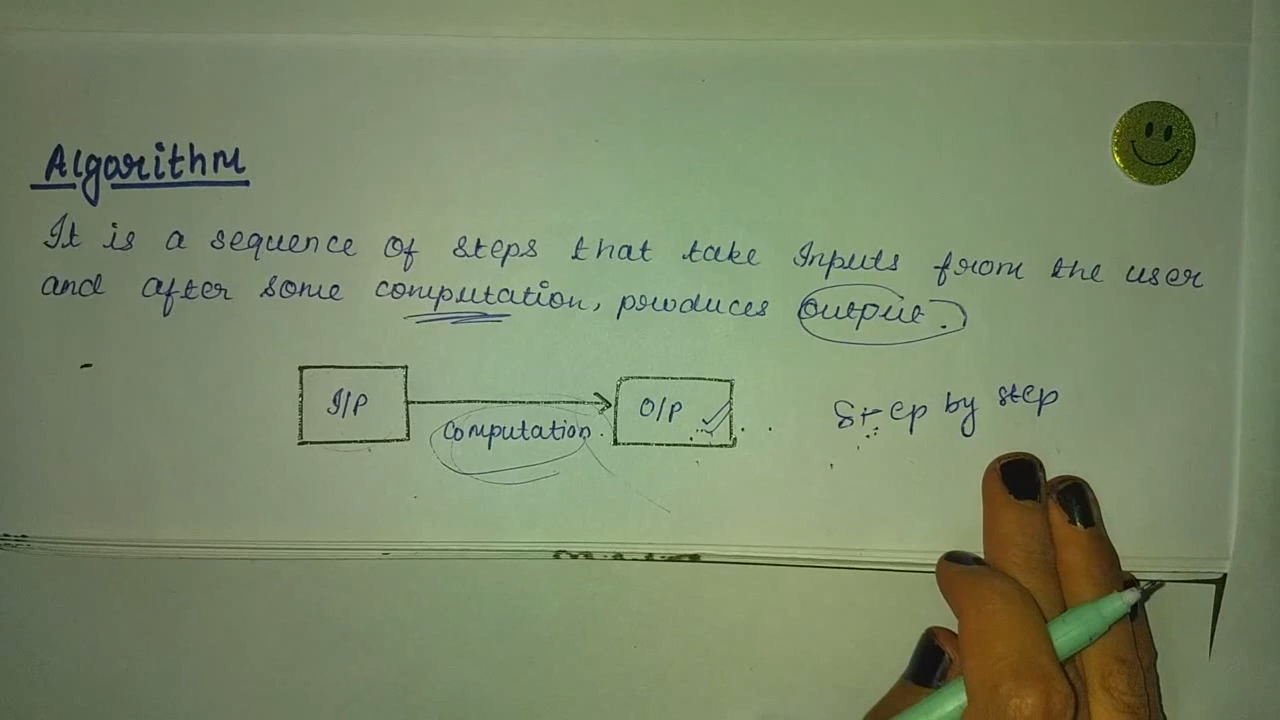 Algorithm
It is a sequence of steps that take Inputs from the user
and after some computation, produces output.
I/P
Computation.
O/P
Step by step